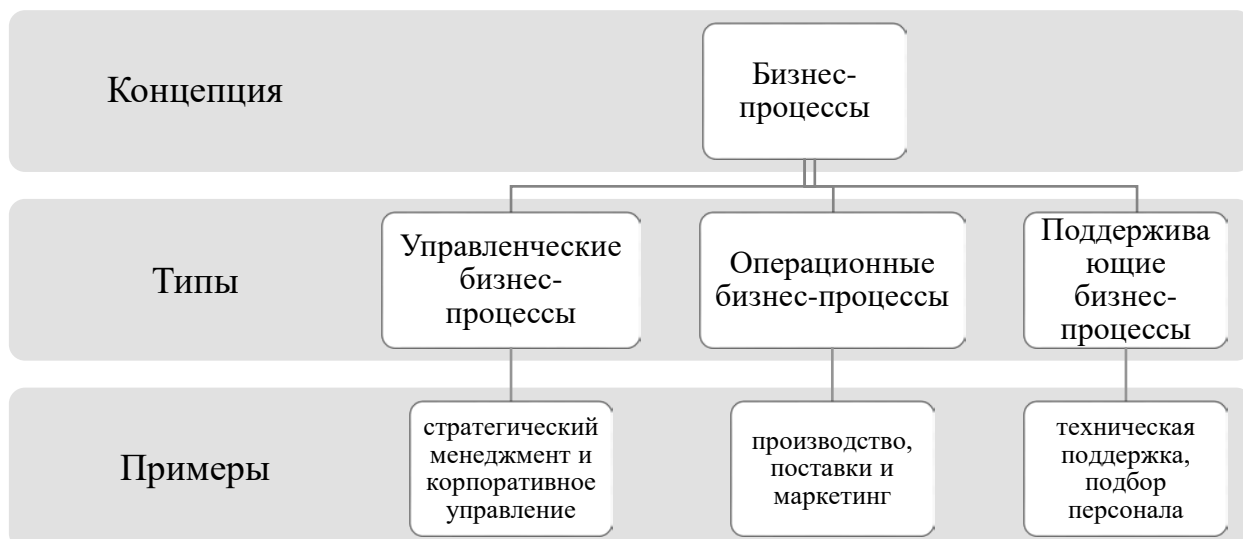 Концепция
Бизнес-
процессы
Типы
Управленческие
бизнес-
процессы
Операционные
бизнес-процессы
Поддержива
ющие
бизнес-
процессы
Примеры
стратегический
менеджмент и
корпоративное
управление
производство,
поставки и
маркетинг
техническая
поддержка,
подбор
персонала